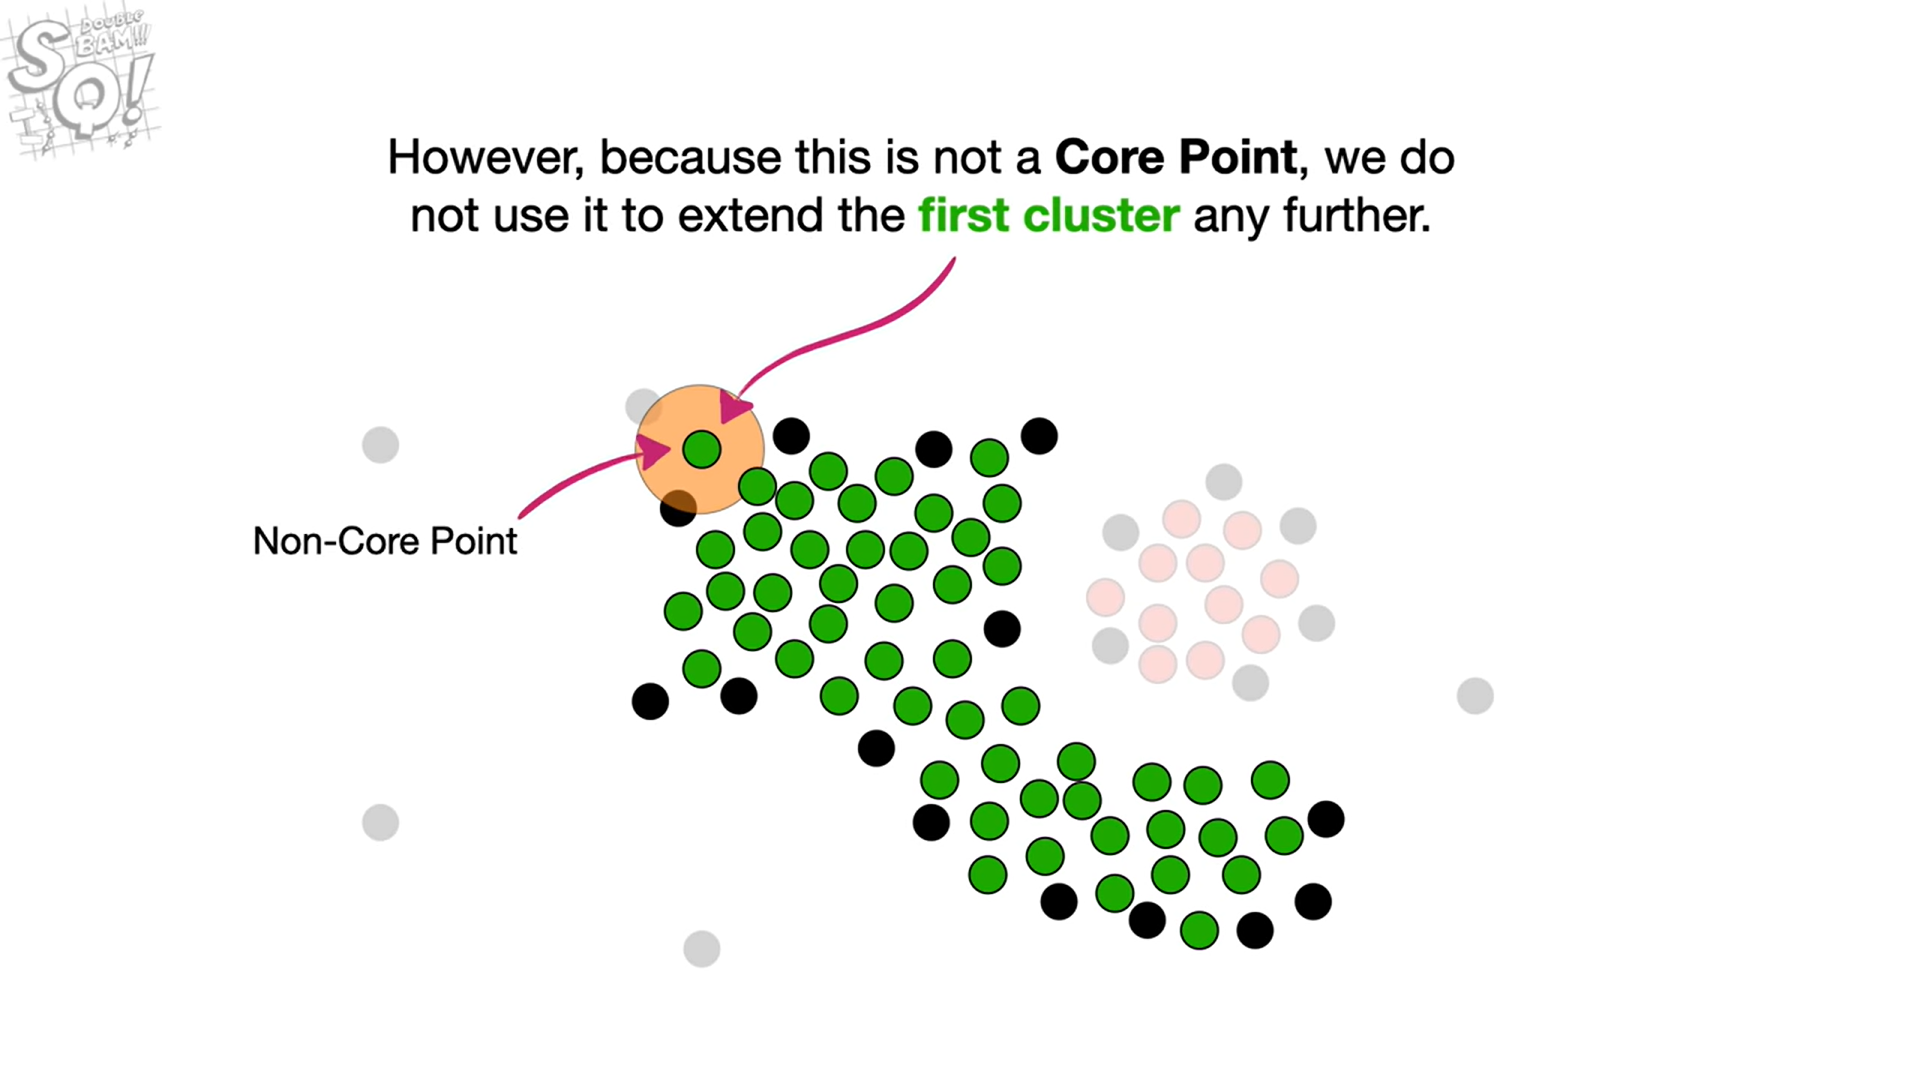 DOUBLE
BAM!!!
SQ!
However, because this is not a Core Point, we do
not use it to extend the first cluster any further.
Non-Core Point